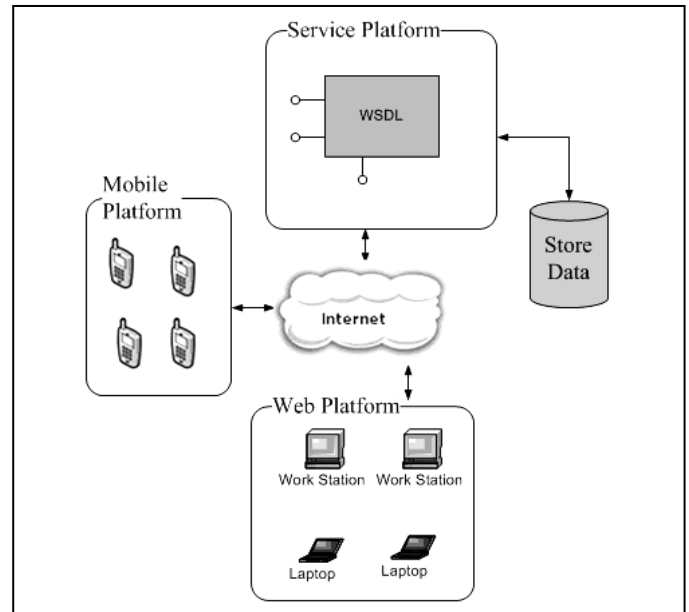 Service Platform
WSDL
Mobile
Platform
Store
Data
Internet
Web Platform
Work Station Work Station
Laptop Laptop